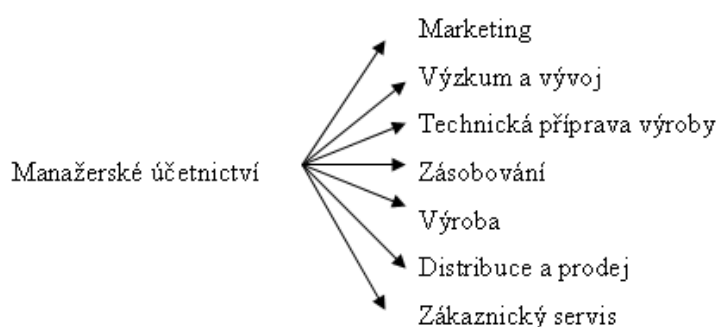 Marketing
Výzkum a vývoj
Technická příprava výroby
Manažerské účetnictví
Zásobování
Výroba
Distribuce a prodej
Zákaznický servis